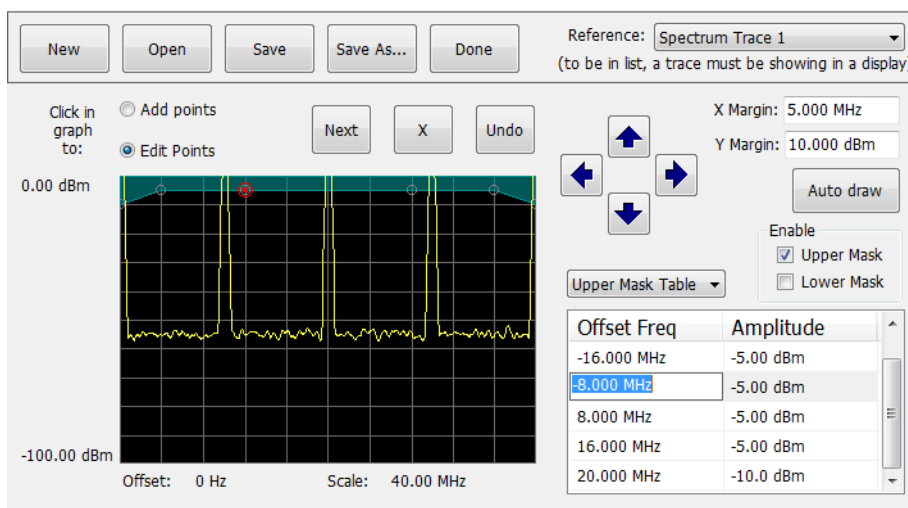 New
Open
Save
Save As...
Done
Reference: Spectrum Trace 1
(to be in list, a trace must be showing in a display)
Click in
graph
to:
Add points
Edit Points
Next
X
Undo
X Margin: 5.000 MHz
Y Margin: 10.000 dBm
Auto draw
Enable
Upper Mask
Lower Mask
0.00 dBm
-100.00 dBm
Offset: 0 Hz
Scale: 40.00 MHz
Upper Mask Table
Offset Freq Amplitude
-16.000 MHz -5.00 dBm
-8.000 MHz -5.00 dBm
8.000 MHz -5.00 dBm
16.000 MHz -5.00 dBm
20.000 MHz -10.0 dBm